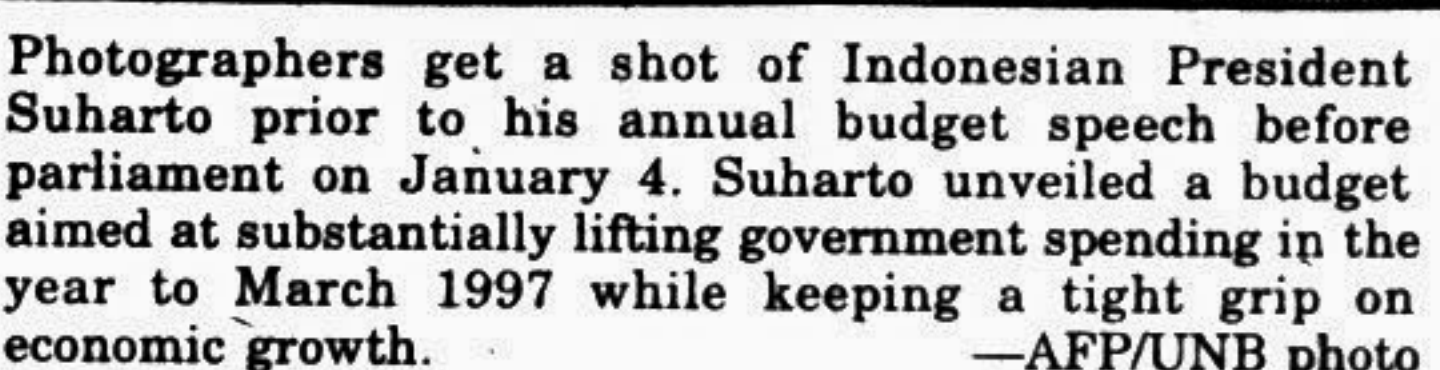 Photographers get a shot of Indonesian President
Suharto prior to his annual budget speech before
parliament on January 4. Suharto unveiled a budget
aimed at substantially lifting government spending in the
year to March 1997 while keeping a tight grip on
economic growth. —AFP/UNB photo